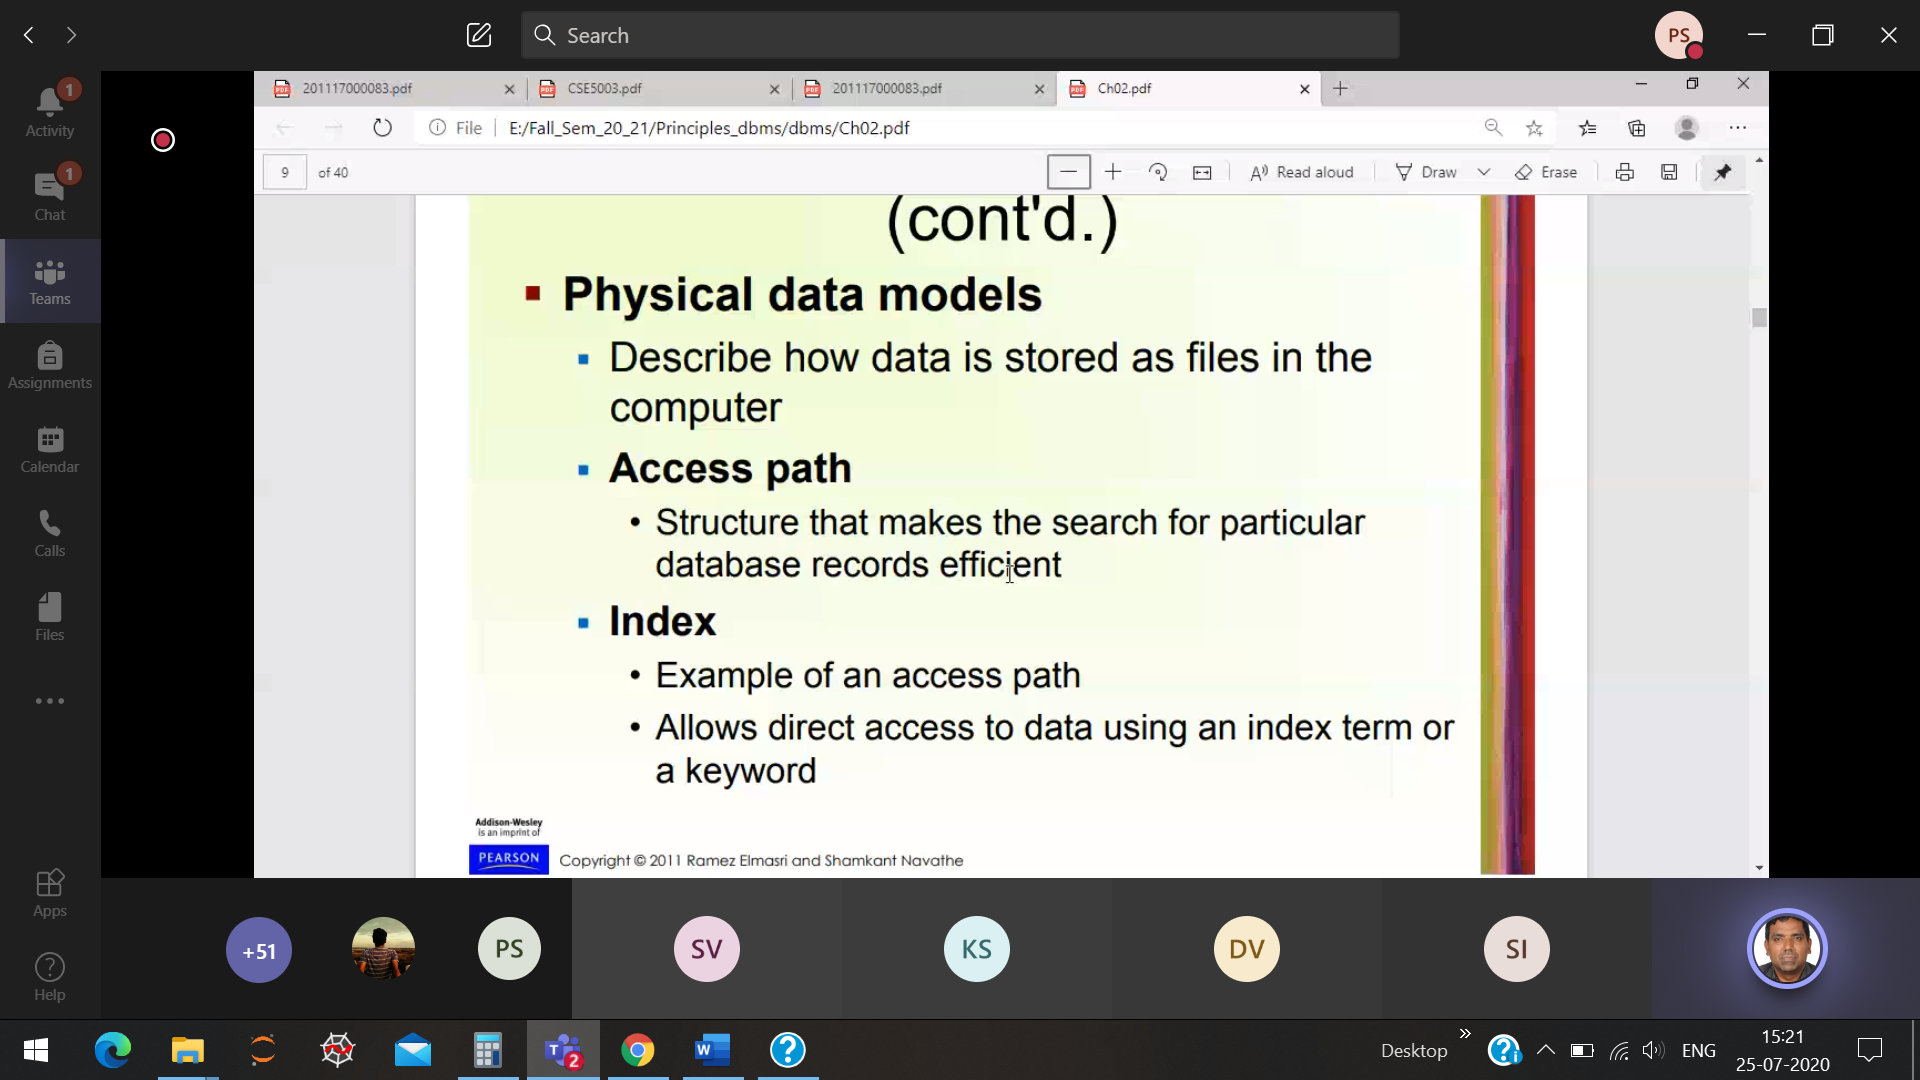 Search
PS
201117000083.pdf
CSE5003.pdf
201117000083.pdf
Ch02.pdf
File
E:/Fall_Sem_20_21/Principles_dbms/dbms/Ch02.pdf
9
of 40
Read aloud
Draw
Erase
1
Activity
1
Chat
Teams
Assignments
Calendar
Calls
Files
Apps
Help
(cont'd.)
Physical data models
Describe how data is stored as files in the
computer
Access path
• Structure that makes the search for particular
database records efficient
Index
• Example of an access path
• Allows direct access to data using an index term or
a keyword
Addison-Wesley
is an imprint of
PEARSON
Copyright © 2011 Ramez Elmasri and Shamkant Navathe
+51
PS
SV
KS
DV
SI
T
2
W
?
Desktop
ENG
15:21
25-07-2020